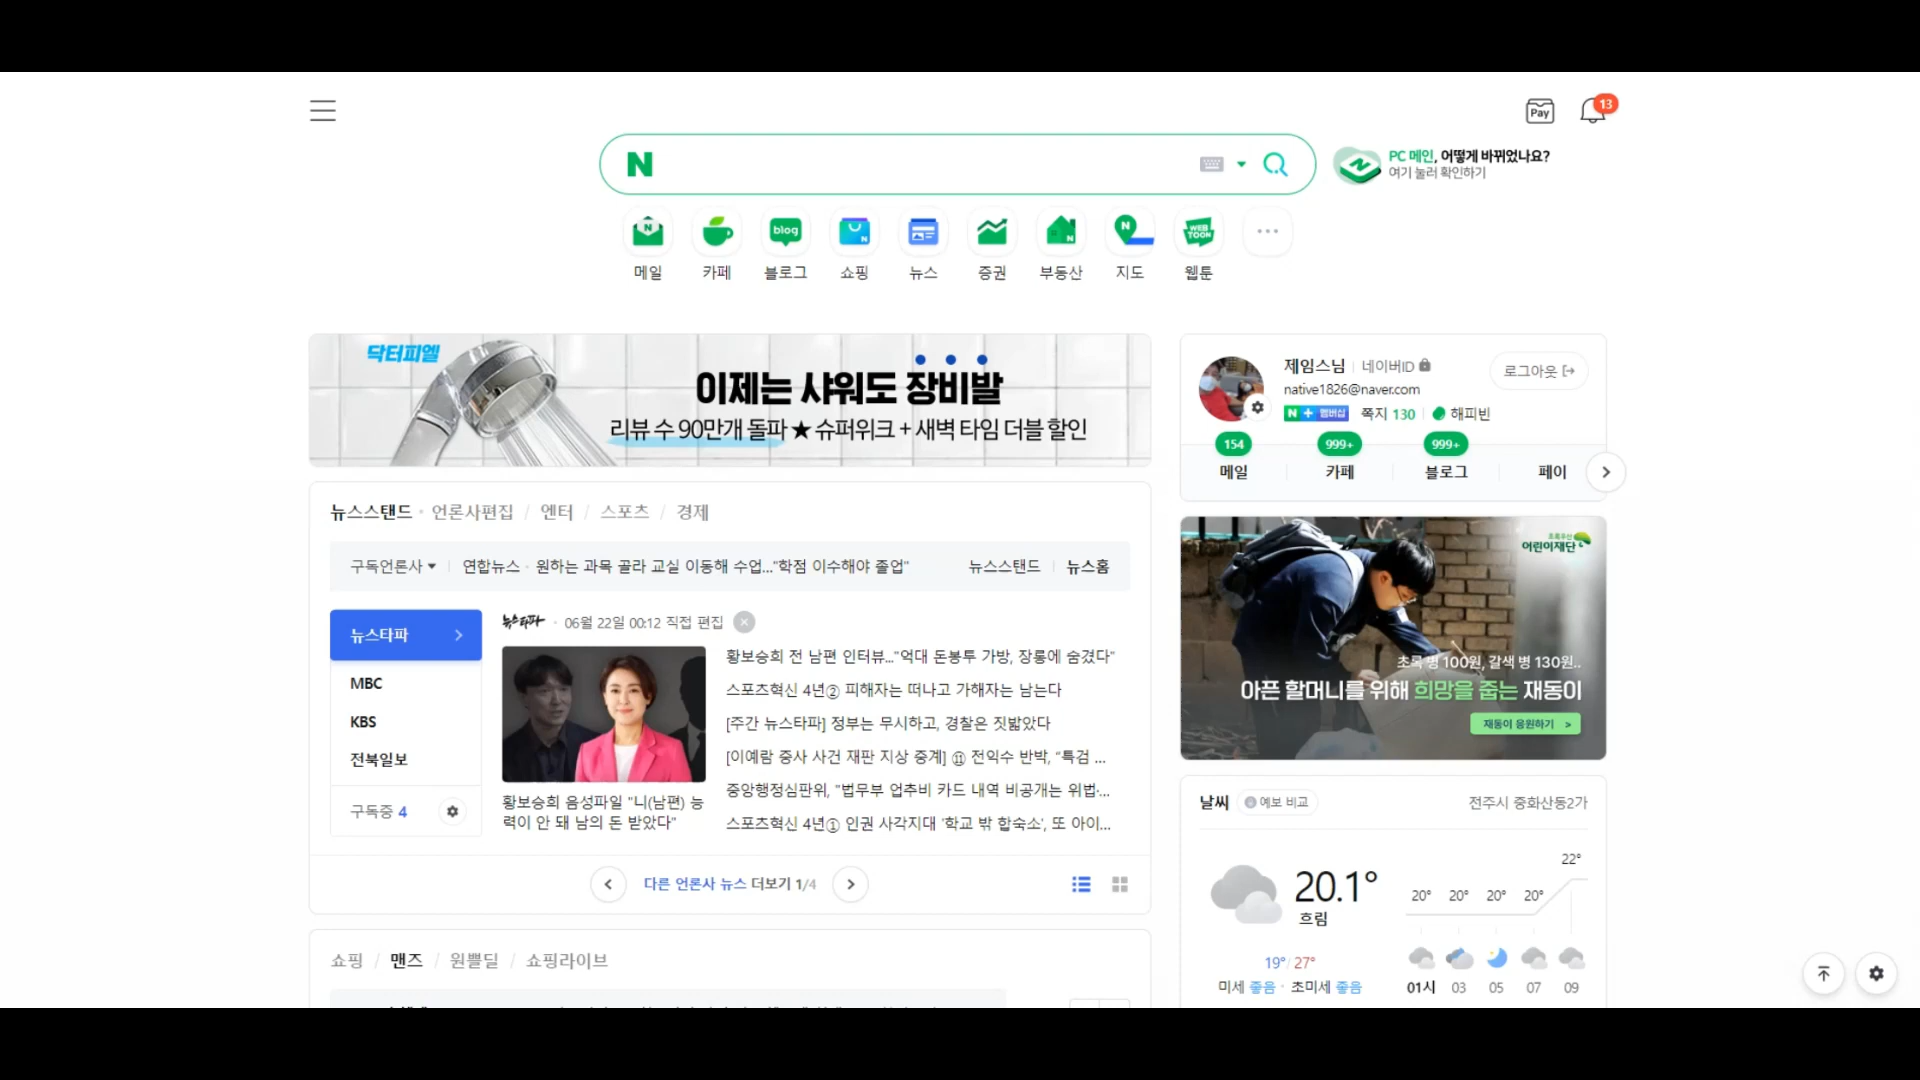 Pay
13
N
PC 메인, 어떻게 바뀌었나요?
여기 눌러 확인하기
N
blog
N
N
N
WEB TOON
메일
카페
블로그
쇼핑
뉴스
증권
부동산
지도
웹툰
닥터피엘
이제는 샤워도 장비발
리뷰 수 90만개 돌파 ★ 슈퍼위크 + 새벽 타임 더블 할인
제임스님
네이버ID
로그아웃
native1826@naver.com
N + 멤버십
쪽지 130
해피빈
154
999+
999+
메일
카페
블로그
페이
뉴스스탠드 · 언론사편집 / 엔터 / 스포츠 / 경제
구독언론사
연합뉴스 · 원하는 과목 골라 교실 이동해 수업..."학점 이수해야 졸업"
뉴스스탠드
뉴스홈
뉴스타파
MBC
KBS
전북일보
구독중 4
뉴스타파 · 06월 22일 00:12 직접 편집
황보승희 음성파일 "니(남편) 능
력이 안 돼 남의 돈 받았다"
황보승희 전 남편 인터뷰..."억대 돈봉투 가방, 장롱에 숨겼다"
스포츠혁신 4년② 피해자는 떠나고 가해자는 남는다
[주간 뉴스타파] 정부는 무시하고, 경찰은 짓밟았다
[이예람 중사 사건 재판 지상 중계] ⑪ 전익수 반박, "특검 ...
중앙행정심판위, "법무부 업추비 카드 내역 비공개는 위법·...
스포츠혁신 4년① 인권 사각지대 '학교 밖 합숙소', 또 아이...
다른 언론사 뉴스 더보기 1/4
초록우산
어린이재단
초록 병 100원, 갈색 병 130원..
아픈 할머니를 위해 희망을 줍는 재동이
재동이 응원하기 >
날씨
예보 비교
전주시 중화산동2가
20.1°
흐림
19°/27°
미세 좋음 · 초미세 좋음
22°
20° 20° 20° 20°
01시 03 05 07 09
쇼핑 / 맨즈 / 원쁠딜 / 쇼핑라이브